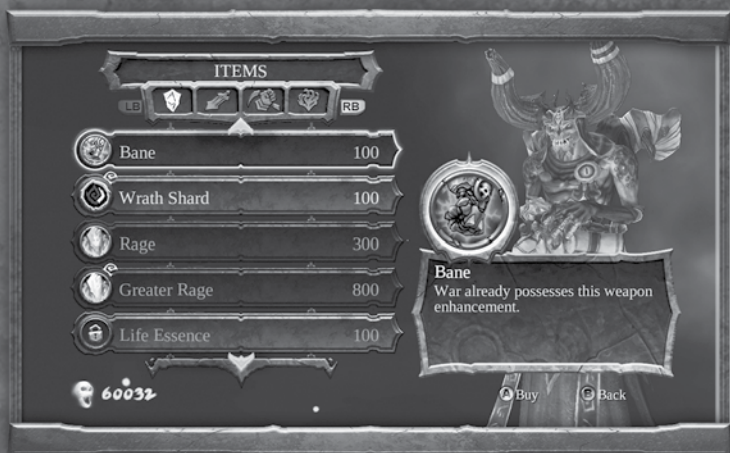 ITEMS
LB RB
Bane 100
Wrath Shard 100
Rage 300
Greater Rage 800
Life Essence 100
60032
Bane
War already possesses this weapon
enhancement.
A Buy B Back